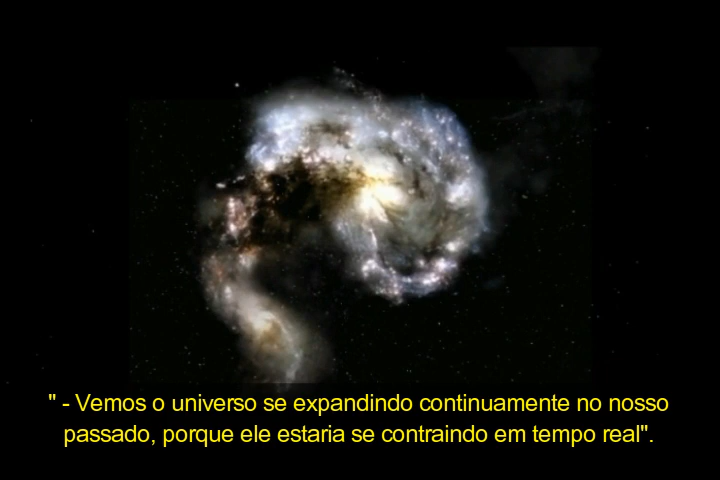 " - Vemos o universo se expandindo continuamente no nosso
passado, porque ele estaria se contraindo em tempo real".